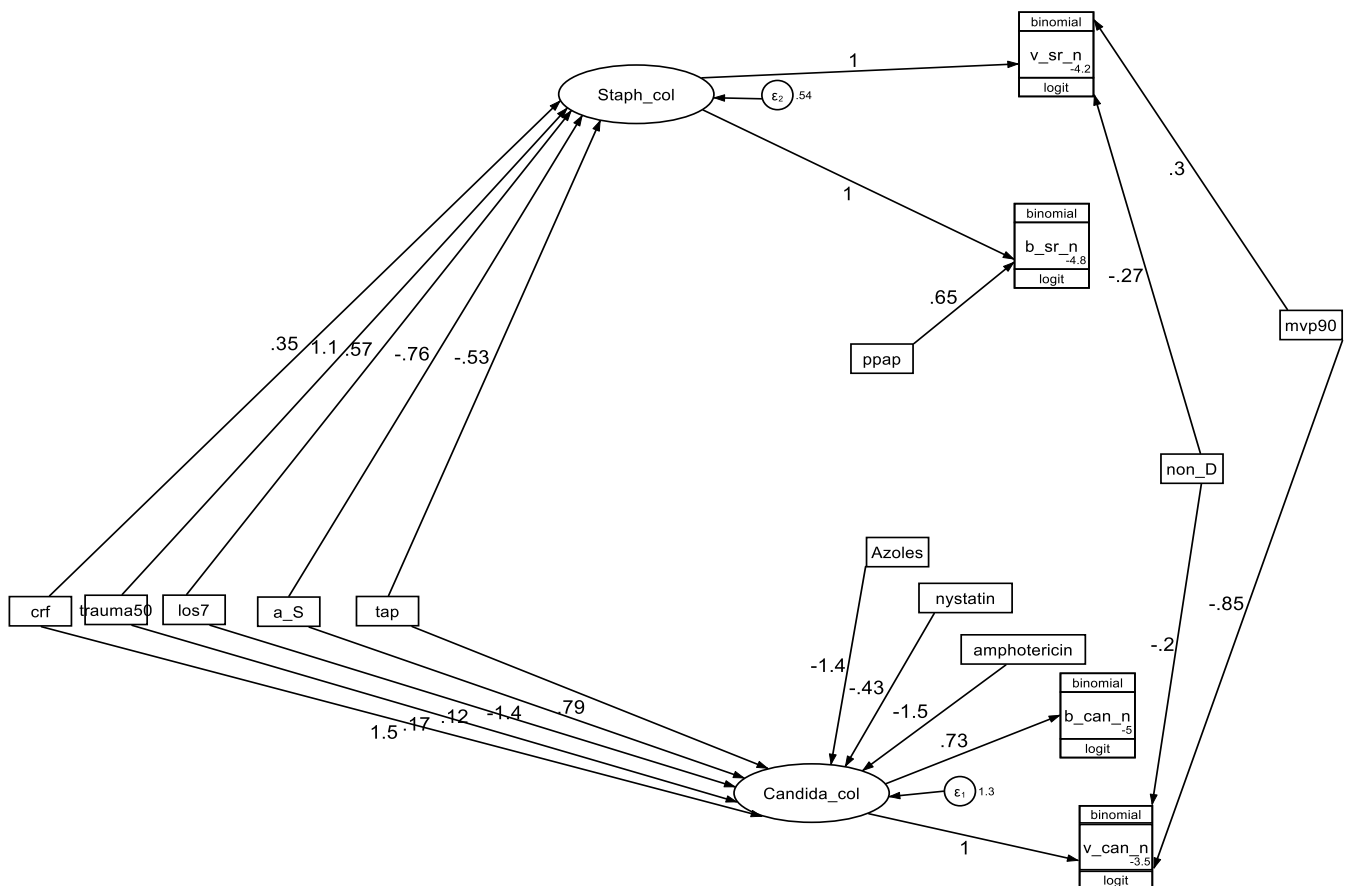 binomial
v_sr_n
-4.2
logit
1
Staph_col
ε₂
.54
.3
1
binomial
b_sr_n
-4.8
logit
-.27
.65
mvp90
ppap
.35
1.1
.57
-.76
-.53
non_D
Azoles
nystatin
crf
trauma50
los7
a_S
tap
-.85
amphotericin
-.2
-1.4
-.43
binomial
b_can_n
-5
logit
-1.5
1.5
.17
.12
-1.4
.79
.73
Candida_col
ε₁
1.3
binomial
v_can_n
-3.5
logit
1